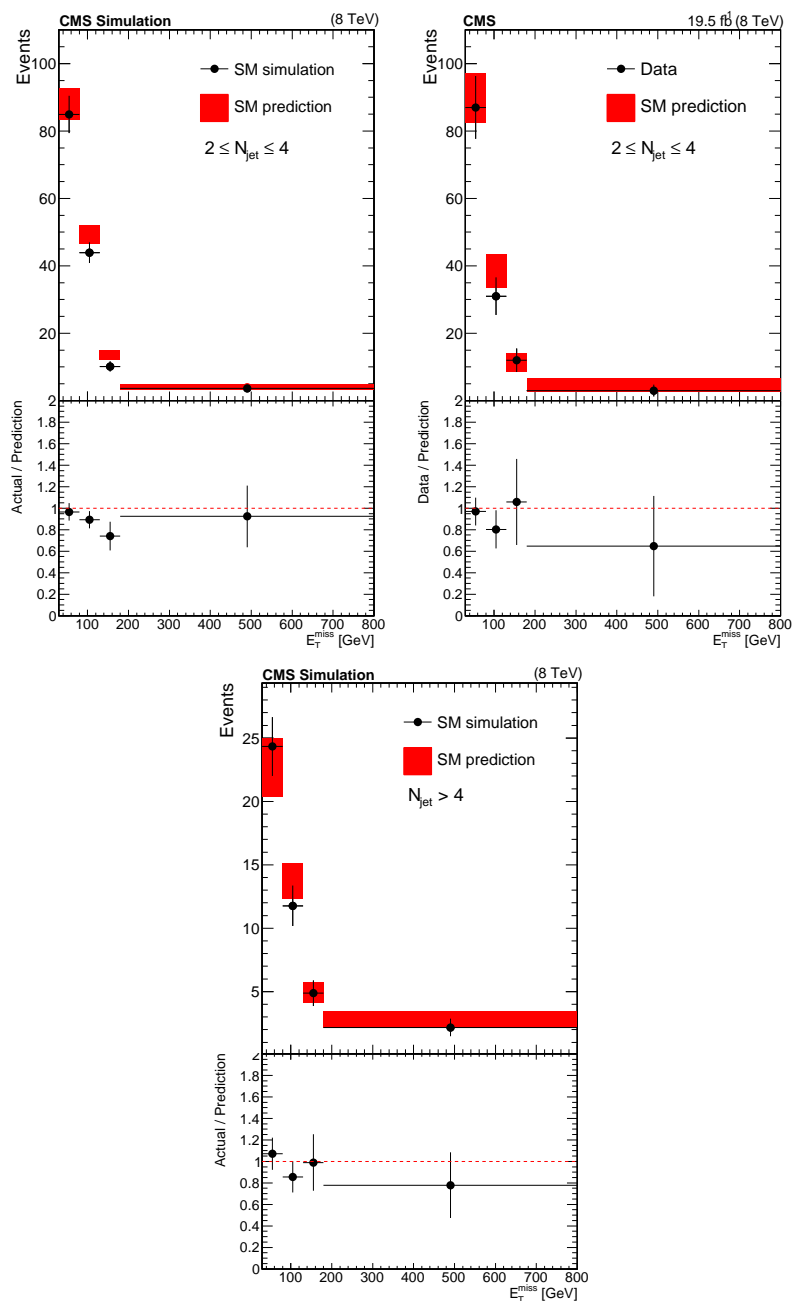 CMS Simulation (8 TeV)
Events
100
80
60
40
20
SM simulation
SM prediction
2 ≤ N_jet ≤ 4
Actual / Prediction
2
1.8
1.6
1.4
1.2
1
0.8
0.6
0.4
0.2
0
100 200 300 400 500 600 700 800
E_T^miss [GeV]
CMS 19.5 fb^-1 (8 TeV)
Events
100
80
60
40
20
Data
SM prediction
2 ≤ N_jet ≤ 4
Data / Prediction
2
1.8
1.6
1.4
1.2
1
0.8
0.6
0.4
0.2
0
100 200 300 400 500 600 700 800
E_T^miss [GeV]
CMS Simulation (8 TeV)
Events
25
20
15
10
5
SM simulation
SM prediction
N_jet > 4
Actual / Prediction
2
1.8
1.6
1.4
1.2
1
0.8
0.6
0.4
0.2
0
100 200 300 400 500 600 700 800
E_T^miss [GeV]